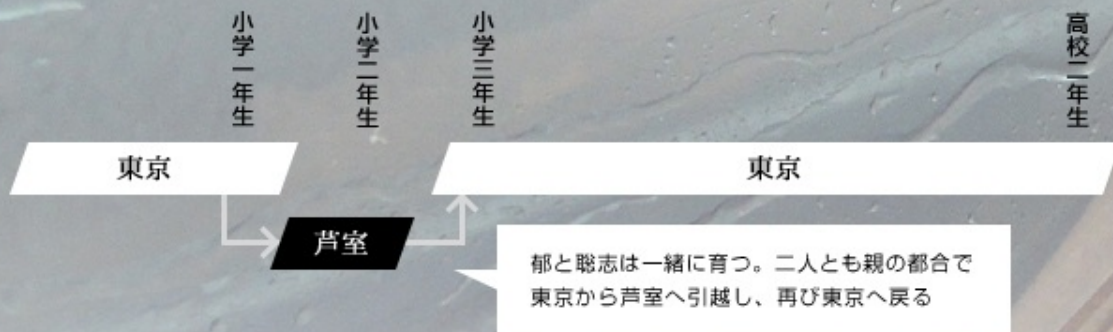 小学一年生
小学二年生
小学三年生
高校二年生
東京
東京
芦室
郁と聡志は一緒に育つ。二人とも親の都合で
東京から芦室へ引越し、再び東京へ戻る